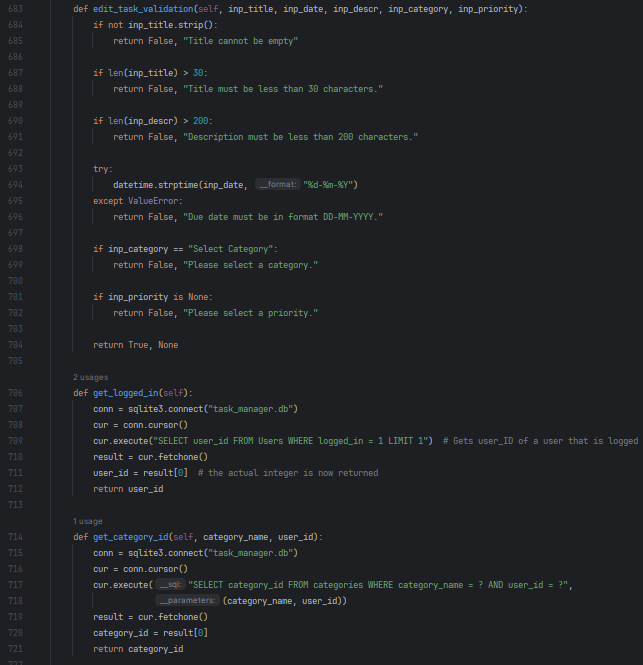 683 def edit_task_validation(self, inp_title, inp_date, inp_descr, inp_category, inp_priority):
684 if not inp_title.strip():
685 return False, "Title cannot be empty"
686
687 if len(inp_title) > 30:
688 return False, "Title must be less than 30 characters."
689
690 if len(inp_descr) > 200:
691 return False, "Description must be less than 200 characters."
692
693 try:
694 datetime.strptime(inp_date, __format: "%d-%m-%Y")
695 except ValueError:
696 return False, "Due date must be in format DD-MM-YYYY."
697
698 if inp_category == "Select Category":
699 return False, "Please select a category."
700
701 if inp_priority is None:
702 return False, "Please select a priority."
703
704 return True, None
705
2 usages
706 def get_logged_in(self):
707 conn = sqlite3.connect("task_manager.db")
708 cur = conn.cursor()
709 cur.execute("SELECT user_id FROM Users WHERE logged_in = 1 LIMIT 1") # Gets user_ID of a user that is logged
710 result = cur.fetchone()
711 user_id = result[0] # the actual integer is now returned
712 return user_id
713
1 usage
714 def get_category_id(self, category_name, user_id):
715 conn = sqlite3.connect("task_manager.db")
716 cur = conn.cursor()
717 cur.execute( __sql: "SELECT category_id FROM categories WHERE category_name = ? AND user_id = ?",
718 __parameters: (category_name, user_id))
719 result = cur.fetchone()
720 category_id = result[0]
721 return category_id